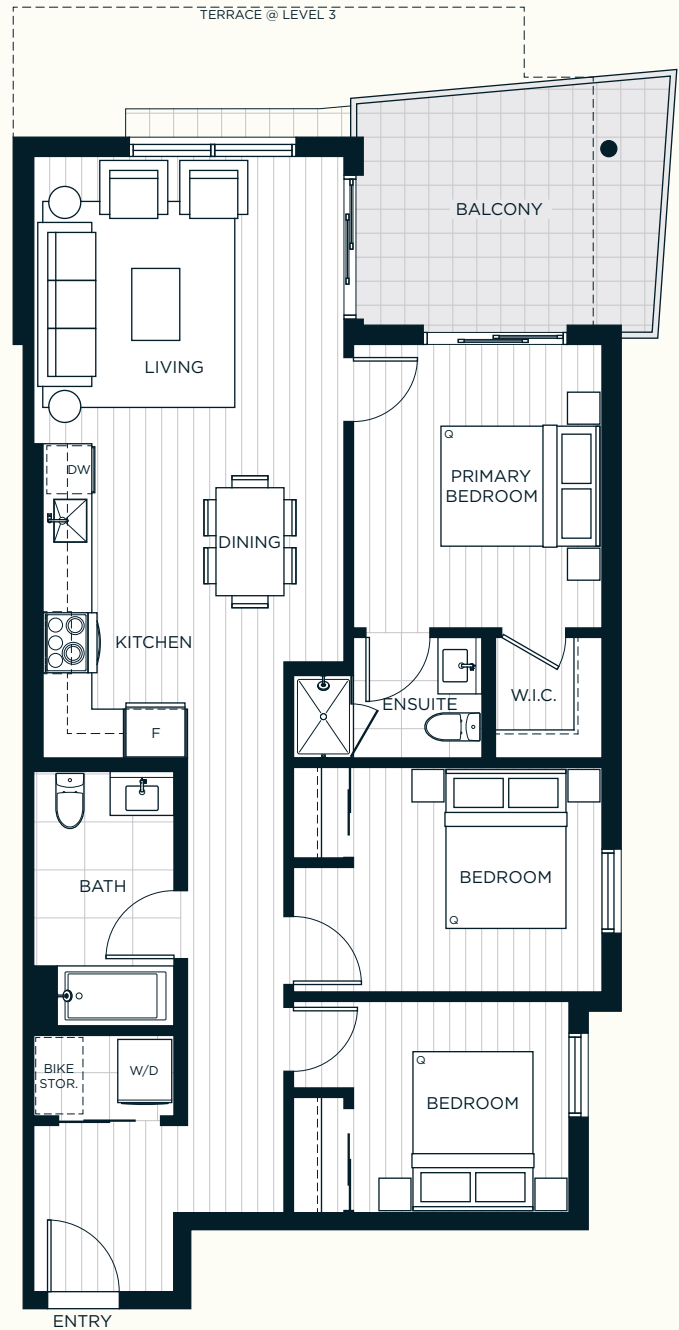 TERRACE @ LEVEL 3
BALCONY
LIVING
Q
DW
PRIMARY
BEDROOM
DINING
KITCHEN
W.I.C.
ENSUITE
F
BEDROOM
BATH
Q
Q
BIKE
STOR.
W/D
BEDROOM
ENTRY